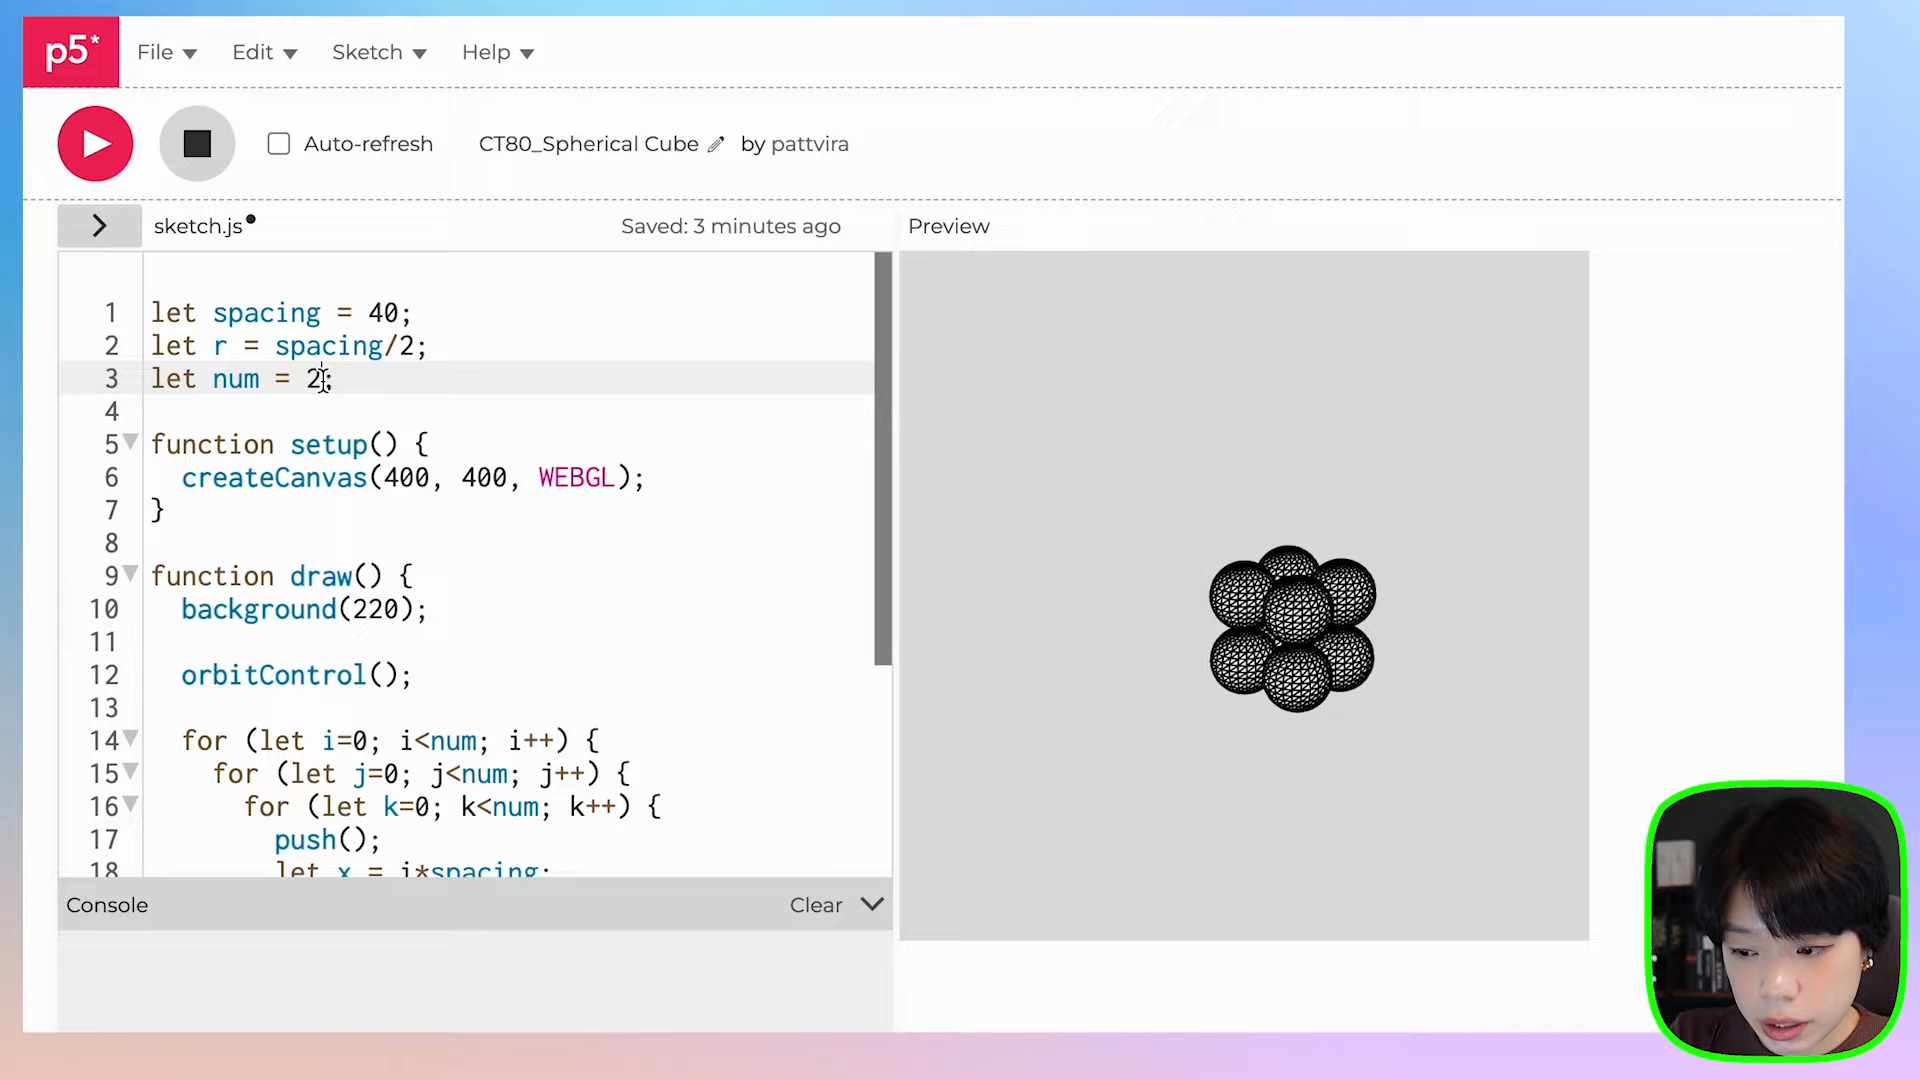 p5*
File
Edit
Sketch
Help
Auto-refresh
CT80_Spherical Cube
by pattvira
sketch.js
Saved: 3 minutes ago
Preview
1 let spacing = 40;
2 let r = spacing/2;
3 let num = 2;
4
5 function setup() {
6 createCanvas(400, 400, WEBGL);
7 }
8
9 function draw() {
10 background(220);
11
12 orbitControl();
13
14 for (let i=0; i<num; i++) {
15 for (let j=0; j<num; j++) {
16 for (let k=0; k<num; k++) {
17 push();
18 let x = i*spacing;
Console
Clear